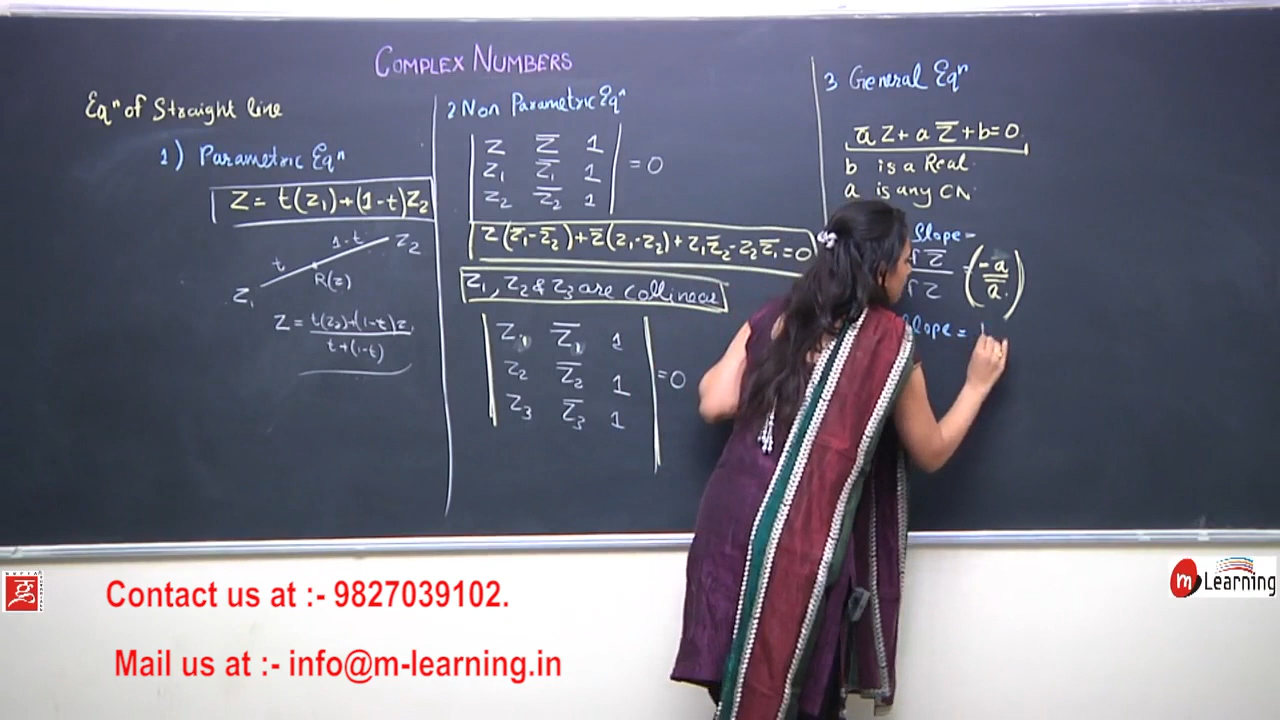 COMPLEX NUMBERS
Eqⁿ of Straight line
1) Parametric Eqⁿ
Z = t(Z₁)+(1-t)Z₂
1-t
Z₂
t
R(Z)
Z₁
Z = t(Z₂)+(1-t)Z₁
t+(1-t)
2 Non Parametric Eqⁿ
Z Z̅ 1
Z₁ Z̅₁ 1 = 0
Z₂ Z̅₂ 1
Z(Z̅₁-Z̅₂)+Z̅(Z₁-Z₂)+Z₁Z̅₂-Z₂Z̅₁=0
Z₁, Z₂ & Z₃ are collinear
Z₁ Z̅₁ 1
Z₂ Z̅₂ 1 = 0
Z₃ Z̅₃ 1
3 General Eqⁿ
a̅ Z + a Z̅ + b = 0
b is a Real
a is any CN
Slope =
f Z̅
f Z
= (-a
a̅)
Slope =
Contact us at :- 9827039102.
Mail us at :- info@m-learning.in
m Learning